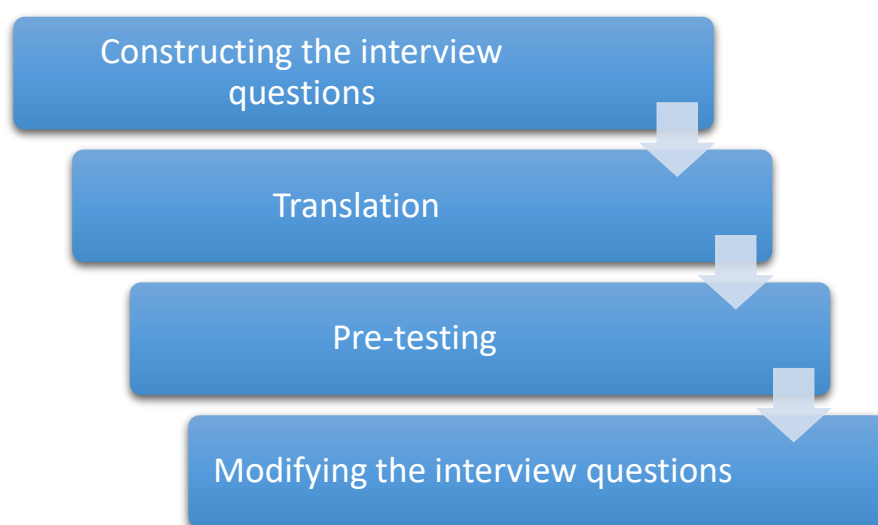 Constructing the interview
questions
Translation
Pre-testing
Modifying the interview questions